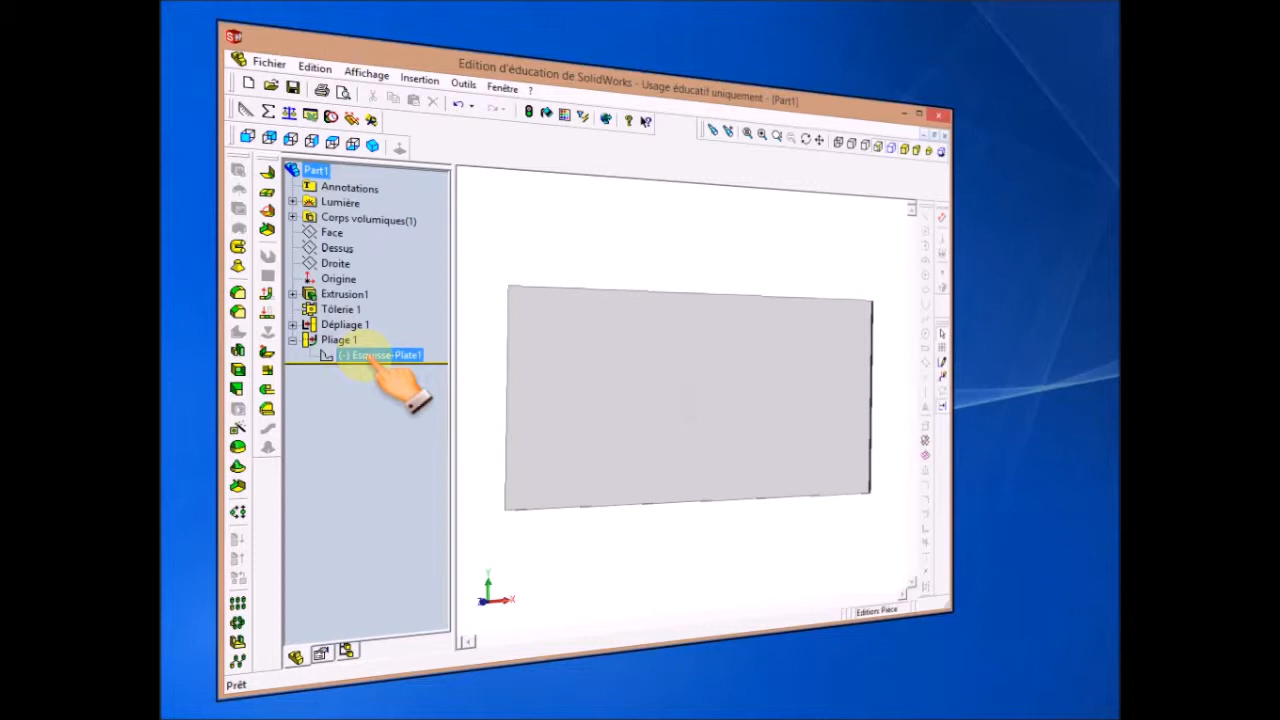 Edition d'éducation de SolidWorks - Usage éducatif uniquement - [Part1]
Fichier Edition Affichage Insertion Outils Fenêtre ?
Part1
Annotations
Lumière
Corps volumiques(1)
Face
Dessus
Droite
Origine
Extrusion1
Tôlerie 1
Dépliage 1
Pliage 1
(-) Esquisse-Plate1
Y
X
Z
Edition: Pièce
Prêt